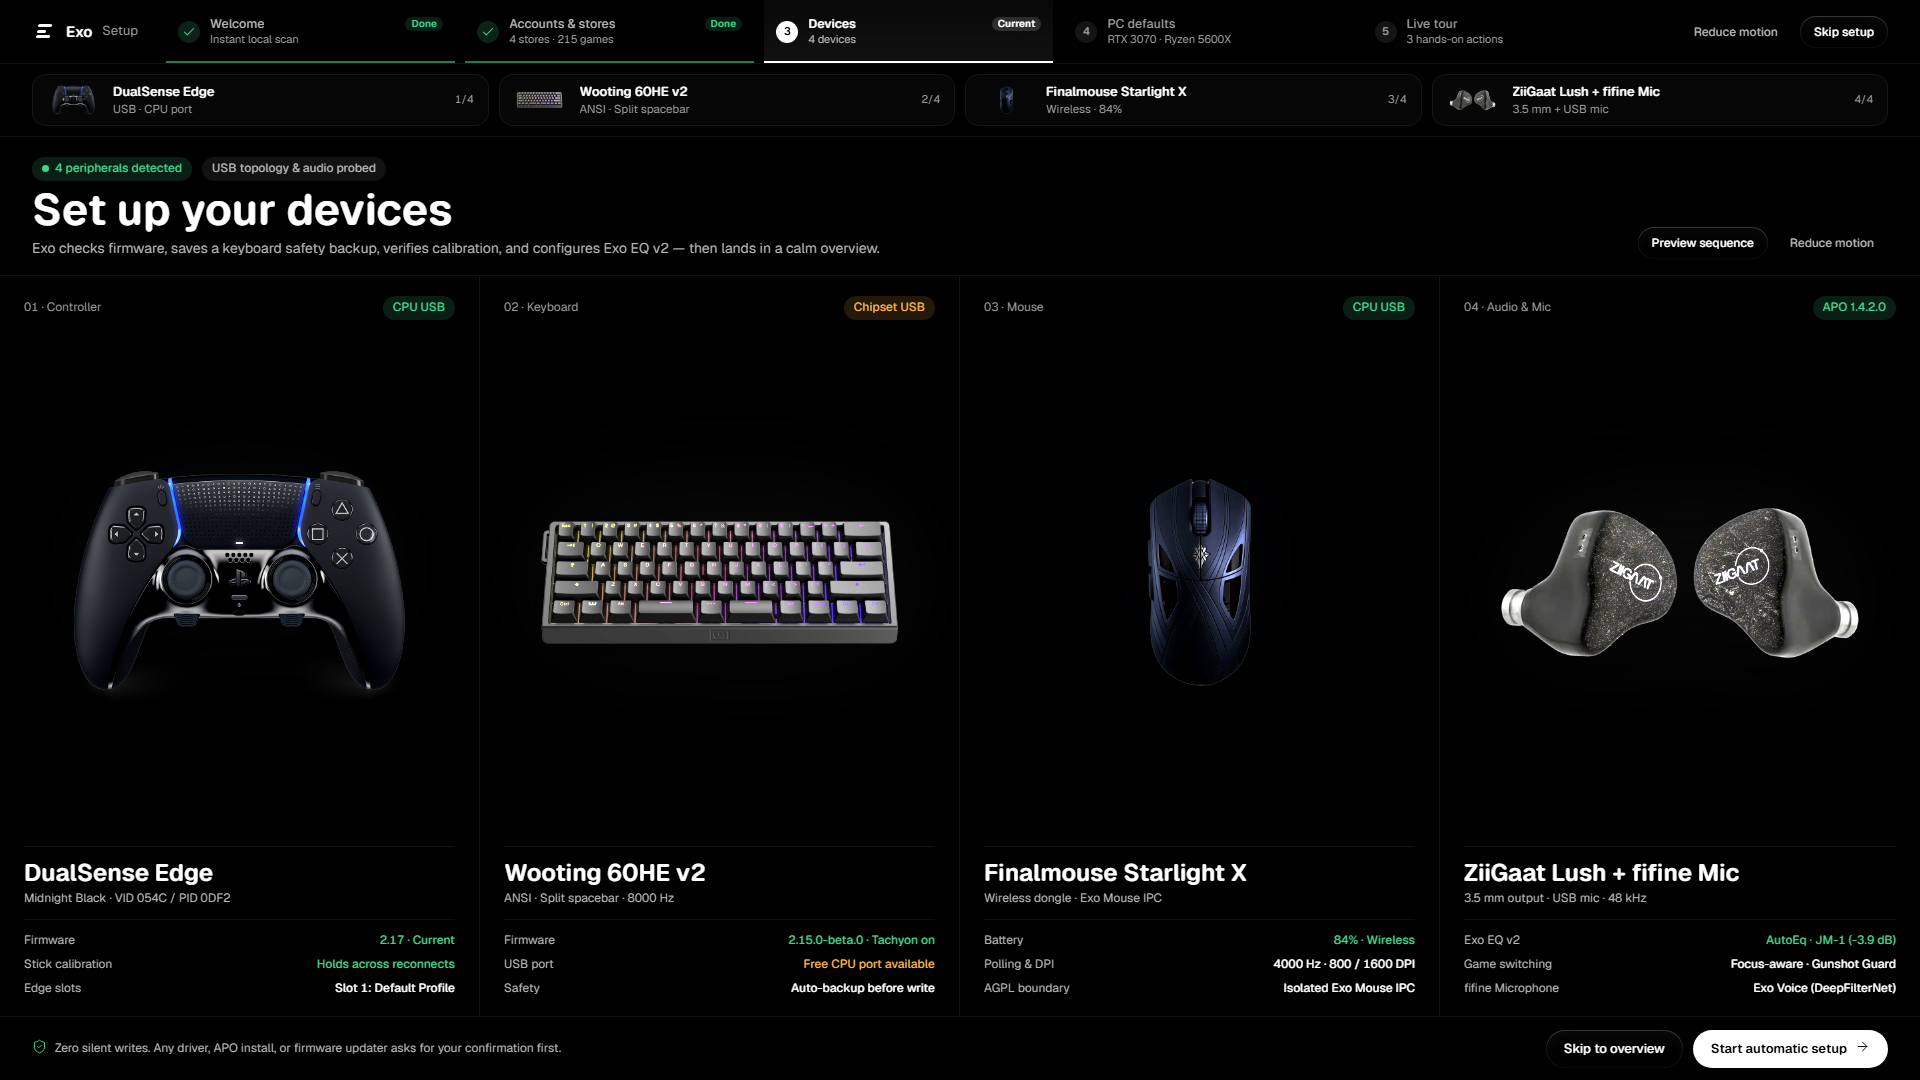 Exo Setup
Welcome
Instant local scan
Done
Accounts & stores
4 stores · 215 games
Done
3
Devices
4 devices
Current
4
PC defaults
RTX 3070 · Ryzen 5600X
5
Live tour
3 hands-on actions
Reduce motion
Skip setup
DualSense Edge
USB · CPU port
1/4
Wooting 60HE v2
ANSI · Split spacebar
2/4
Finalmouse Starlight X
Wireless · 84%
3/4
ZiiGaat Lush + fifine Mic
3.5 mm + USB mic
4/4
4 peripherals detected
USB topology & audio probed
Set up your devices
Exo checks firmware, saves a keyboard safety backup, verifies calibration, and configures Exo EQ v2 — then lands in a calm overview.
Preview sequence
Reduce motion
01 · Controller
CPU USB
02 · Keyboard
Chipset USB
03 · Mouse
CPU USB
04 · Audio & Mic
APO 1.4.2.0
ZIIGAAT
ZIIGAAT
DualSense Edge
Midnight Black · VID 054C / PID 0DF2
Firmware
2.17 · Current
Stick calibration
Holds across reconnects
Edge slots
Slot 1: Default Profile
Wooting 60HE v2
ANSI · Split spacebar · 8000 Hz
Firmware
2.15.0-beta.0 · Tachyon on
USB port
Free CPU port available
Safety
Auto-backup before write
Finalmouse Starlight X
Wireless dongle · Exo Mouse IPC
Battery
84% · Wireless
Polling & DPI
4000 Hz · 800 / 1600 DPI
AGPL boundary
Isolated Exo Mouse IPC
ZiiGaat Lush + fifine Mic
3.5 mm output · USB mic · 48 kHz
Exo EQ v2
AutoEq · JM-1 (-3.9 dB)
Game switching
Focus-aware · Gunshot Guard
fifine Microphone
Exo Voice (DeepFilterNet)
Zero silent writes. Any driver, APO install, or firmware updater asks for your confirmation first.
Skip to overview
Start automatic setup